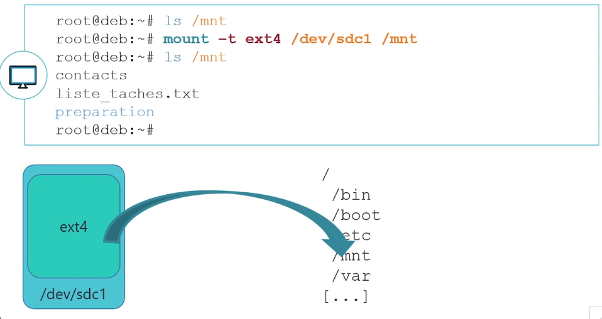 root@deb:~# ls /mnt
root@deb:~# mount -t ext4 /dev/sdc1 /mnt
root@deb:~# ls /mnt
contacts
liste_taches.txt
preparation
root@deb:~#
ext4
/dev/sdc1
/
/bin
/boot
/etc
/mnt
/var
[...]